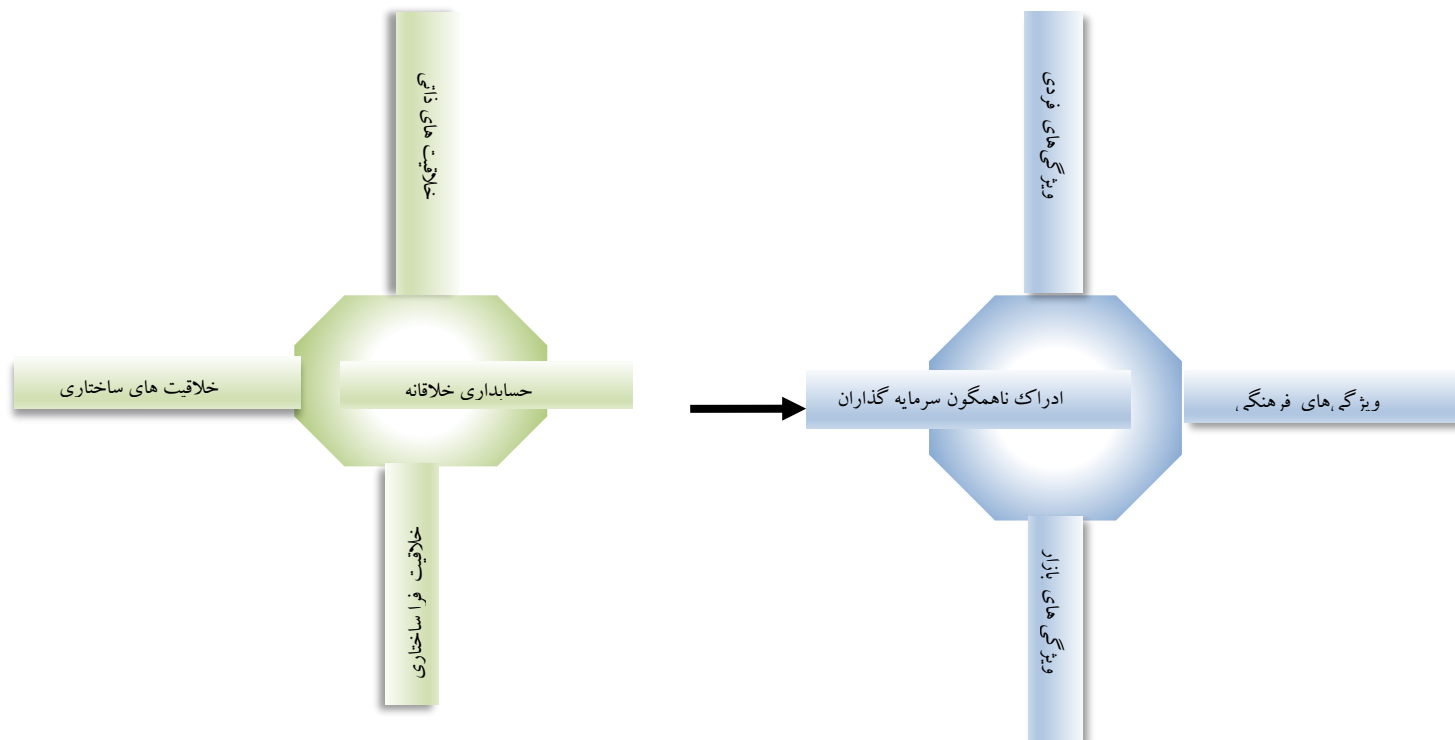 خلاقیت های ذاتی
خلاقیت های ساختاری
حسابداری خلاقانه
خلاقیت فرا ساختاری
ویژگی‌های فردی
ادراک ناهمگون سرمایه گذاران
ویژگی‌های فرهنگی
ویژگی های بازار